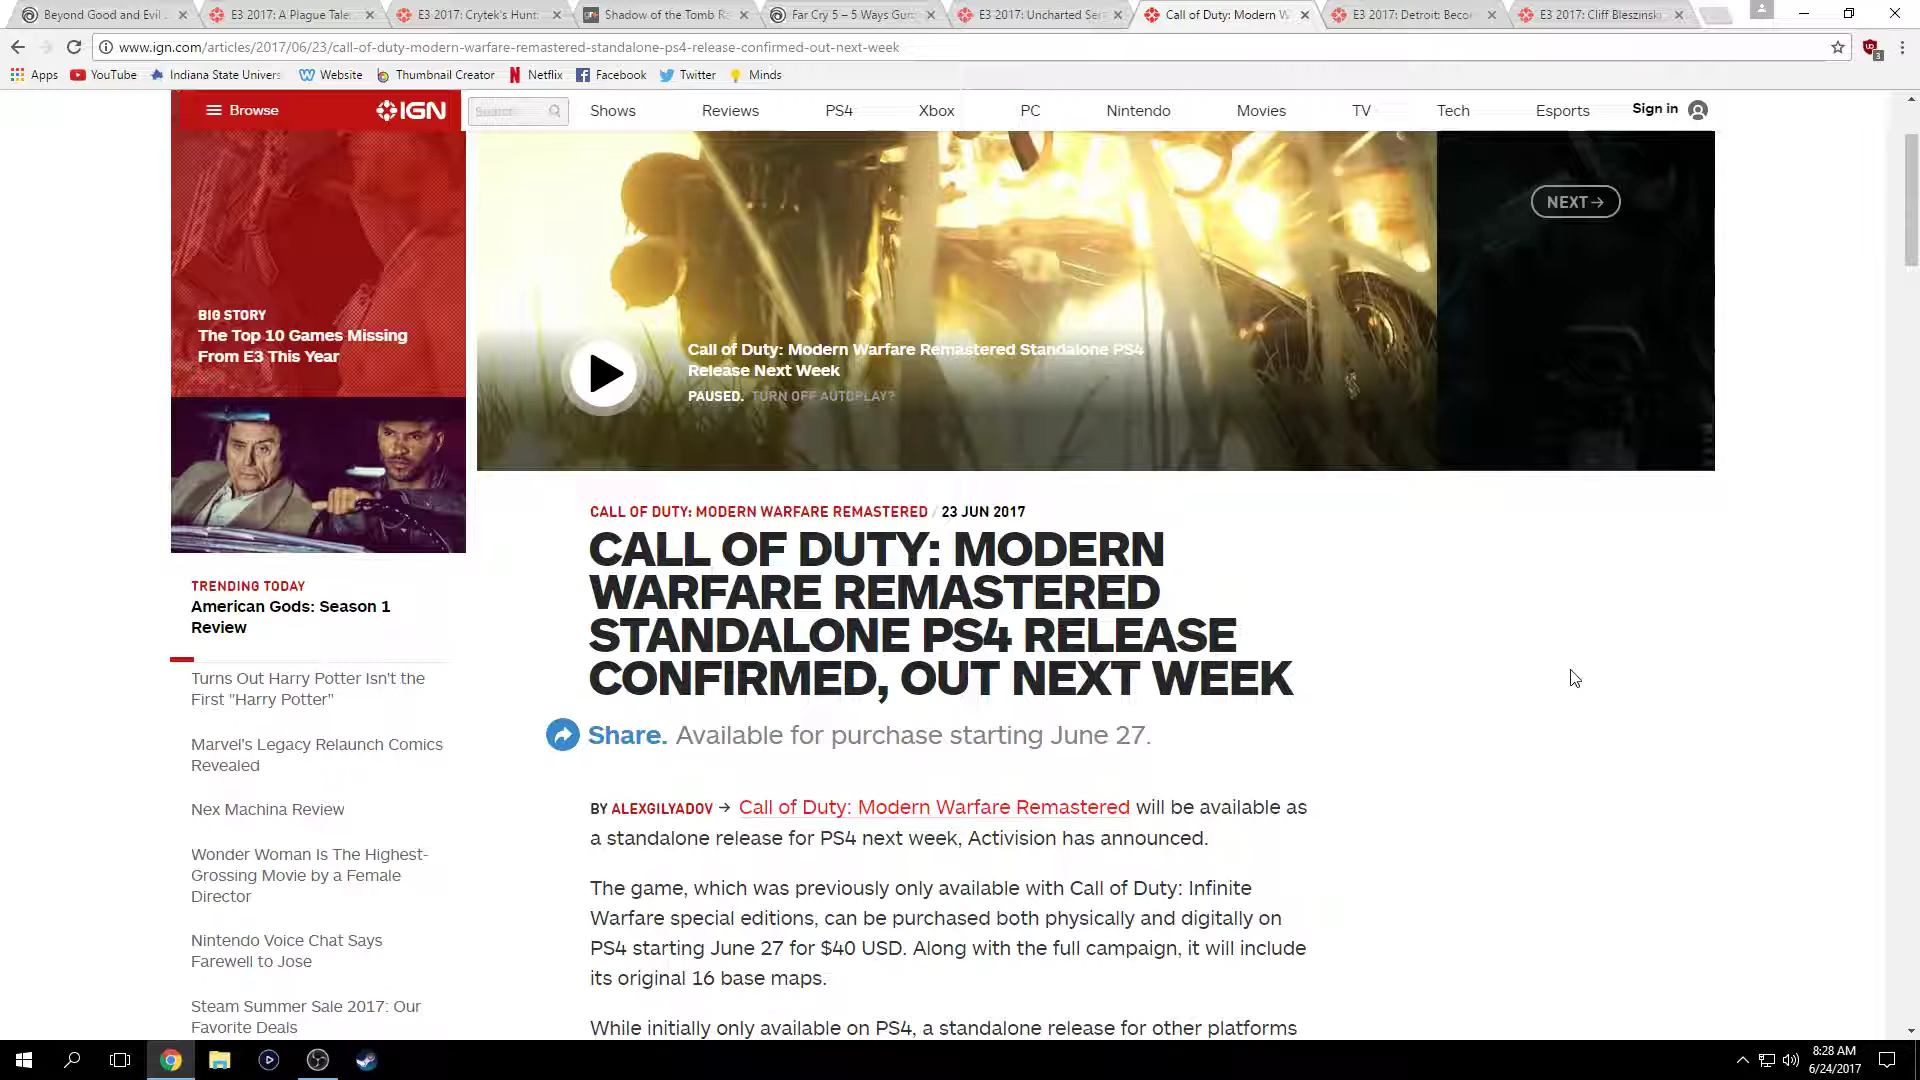 Beyond Good and Evil
E3 2017: A Plague Tale:
E3 2017: Crytek's Hunt:
Shadow of the Tomb R
Far Cry 5 – 5 Ways Gun
E3 2017: Uncharted Ser
Call of Duty: Modern W
E3 2017: Detroit: Beco
E3 2017: Cliff Bleszinski
www.ign.com/articles/2017/06/23/call-of-duty-modern-warfare-remastered-standalone-ps4-release-confirmed-out-next-week
3
Apps
YouTube
Indiana State Univers
Website
Thumbnail Creator
Netflix
Facebook
Twitter
Minds
Browse
IGN
Search
Shows
Reviews
PS4
Xbox
PC
Nintendo
Movies
TV
Tech
Esports
Sign in
NEXT→
BIG STORY
The Top 10 Games Missing
From E3 This Year
Call of Duty: Modern Warfare Remastered Standalone PS4
Release Next Week
PAUSED. TURN OFF AUTOPLAY?
TRENDING TODAY
American Gods: Season 1
Review
Turns Out Harry Potter Isn't the
First "Harry Potter"
Marvel's Legacy Relaunch Comics
Revealed
Nex Machina Review
Wonder Woman Is The Highest-
Grossing Movie by a Female
Director
Nintendo Voice Chat Says
Farewell to Jose
Steam Summer Sale 2017: Our
Favorite Deals
CALL OF DUTY: MODERN WARFARE REMASTERED / 23 JUN 2017
CALL OF DUTY: MODERN
WARFARE REMASTERED
STANDALONE PS4 RELEASE
CONFIRMED, OUT NEXT WEEK
Share. Available for purchase starting June 27.
BY ALEXGILYADOV → Call of Duty: Modern Warfare Remastered will be available as
a standalone release for PS4 next week, Activision has announced.
The game, which was previously only available with Call of Duty: Infinite
Warfare special editions, can be purchased both physically and digitally on
PS4 starting June 27 for $40 USD. Along with the full campaign, it will include
its original 16 base maps.
While initially only available on PS4, a standalone release for other platforms
8:28 AM
6/24/2017